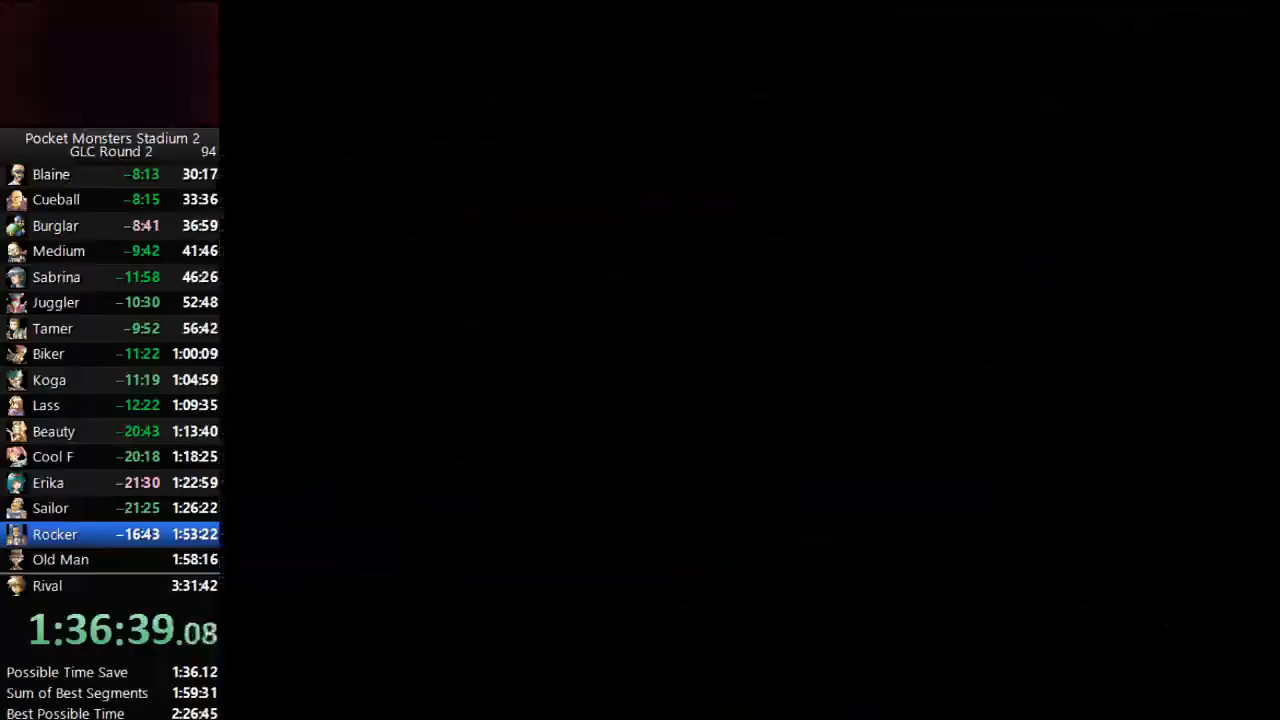 Pocket Monsters Stadium 2
GLC Round 2 94
Blaine −8:13 30:17
Cueball −8:15 33:36
Burglar −8:41 36:59
Medium −9:42 41:46
Sabrina −11:58 46:26
Juggler −10:30 52:48
Tamer −9:52 56:42
Biker −11:22 1:00:09
Koga −11:19 1:04:59
Lass −12:22 1:09:35
Beauty −20:43 1:13:40
Cool F −20:18 1:18:25
Erika −21:30 1:22:59
Sailor −21:25 1:26:22
Rocker −16:43 1:53:22
Old Man 1:58:16
Rival 3:31:42
1:36:39.08
Possible Time Save 1:36.12
Sum of Best Segments 1:59:31
Best Possible Time 2:26:45